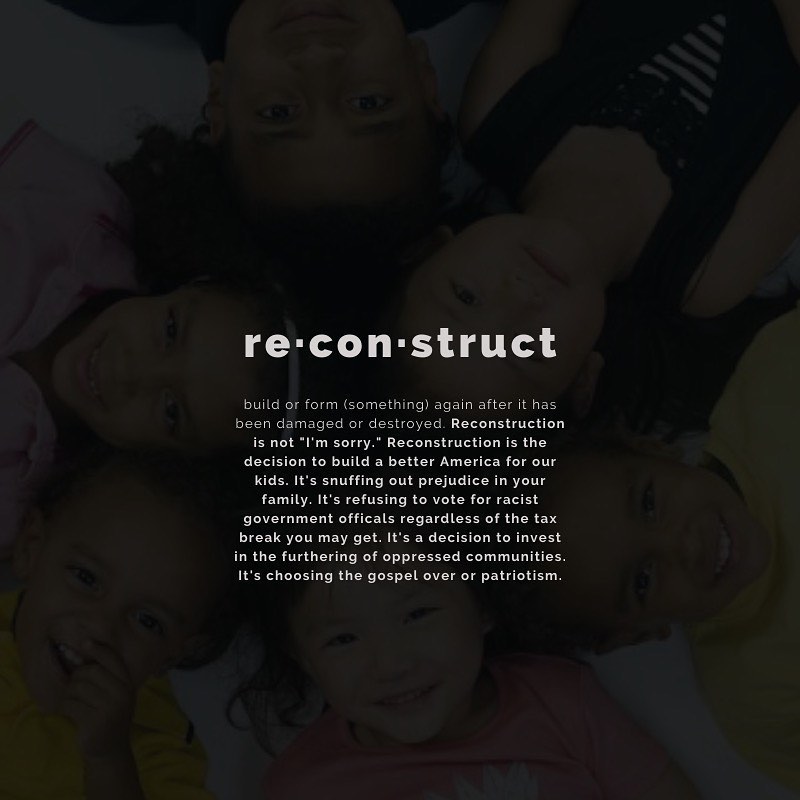 re·con·struct
build or form (something) again after it has
been damaged or destroyed. Reconstruction
is not "I'm sorry." Reconstruction is the
decision to build a better America for our
kids. It's snuffing out prejudice in your
family. It's refusing to vote for racist
government officals regardless of the tax
break you may get. It's a decision to invest
in the furthering of oppressed communities.
It's choosing the gospel over or patriotism.